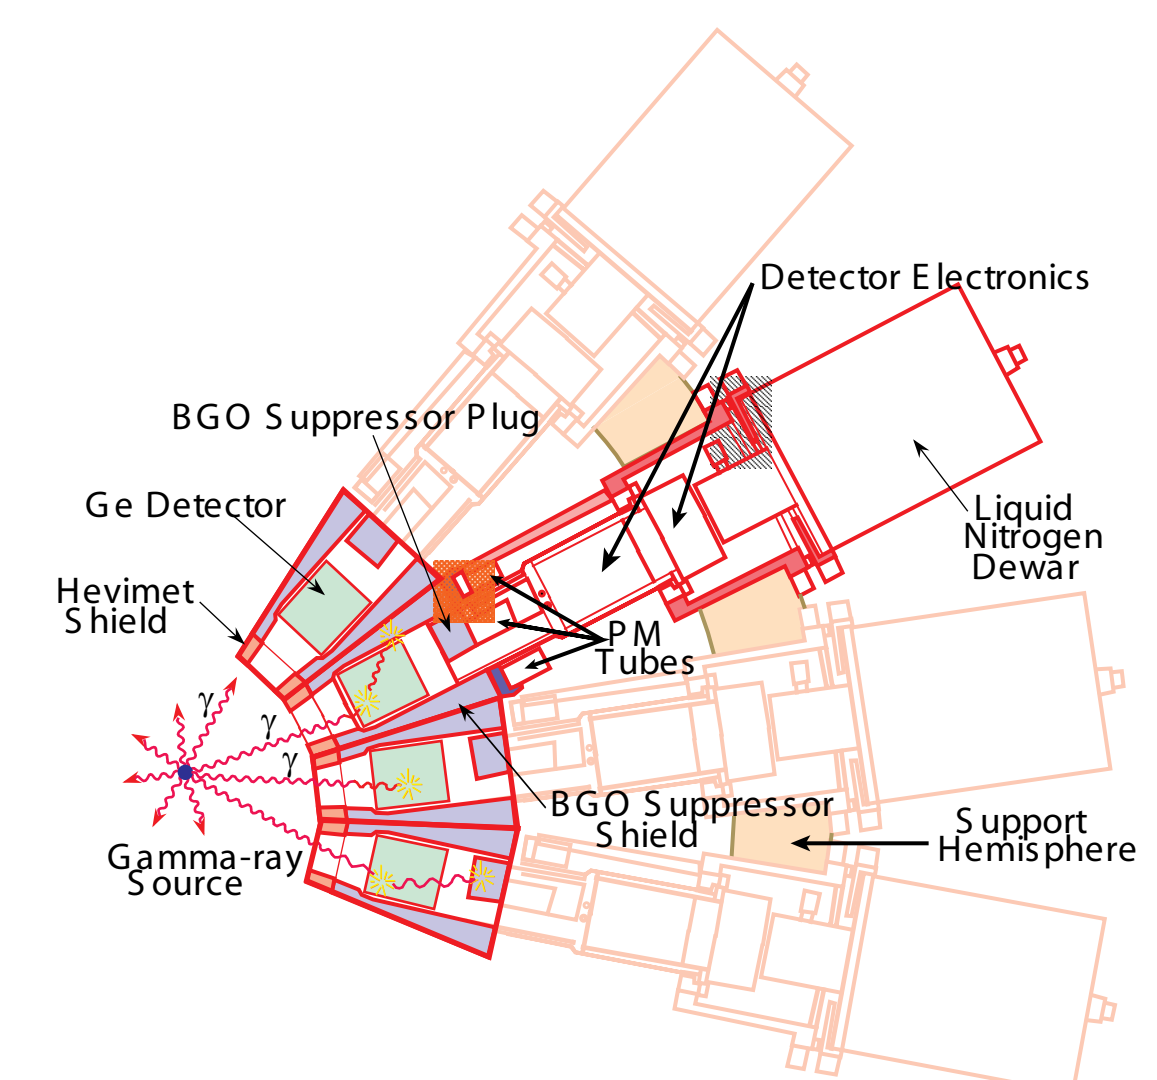 Detector Electronics
BGO Suppressor Plug
Ge Detector
Liquid
Nitrogen
Dewar
Hevimet
Shield
PM
Tubes
γ
γ
γ
BGO Suppressor
Shield
Support
Hemisphere
Gamma-ray
Source